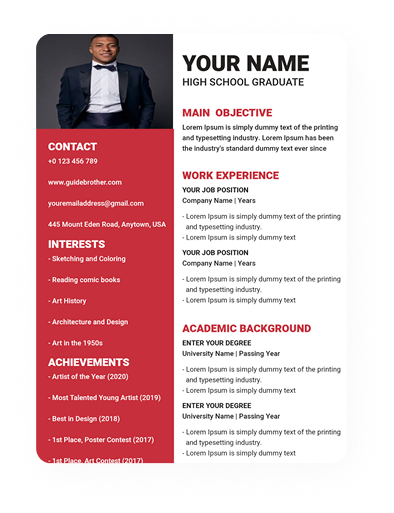 YOUR NAME
HIGH SCHOOL GRADUATE
MAIN OBJECTIVE
Lorem Ipsum is simply dummy text of the printing
and typesetting industry. Lorem Ipsum has been
the industry's standard dummy text ever since
WORK EXPERIENCE
YOUR JOB POSITION
Company Name | Years
- Lorem Ipsum is simply dummy text of the printing
and typesetting industry.
- Lorem Ipsum is simply dummy text
YOUR JOB POSITION
Company Name | Years
- Lorem Ipsum is simply dummy text of the printing
and typesetting industry.
- Lorem Ipsum is simply dummy text
ACADEMIC BACKGROUND
ENTER YOUR DEGREE
University Name | Passing Year
- Lorem Ipsum is simply dummy text of the printing
and typesetting industry.
- Lorem Ipsum is simply dummy text
ENTER YOUR DEGREE
University Name | Passing Year
- Lorem Ipsum is simply dummy text of the printing
and typesetting industry.
- Lorem Ipsum is simply dummy text
CONTACT
+0 123 456 789
www.guidebrother.com
youremailaddress@gmail.com
445 Mount Eden Road, Anytown, USA
INTERESTS
- Sketching and Coloring
- Reading comic books
- Art History
- Architecture and Design
- Art in the 1950s
ACHIEVEMENTS
- Artist of the Year (2020)
- Most Talented Young Artist (2019)
- Best in Design (2018)
- 1st Place, Poster Contest (2017)
- 1st Place, Art Contest (2017)